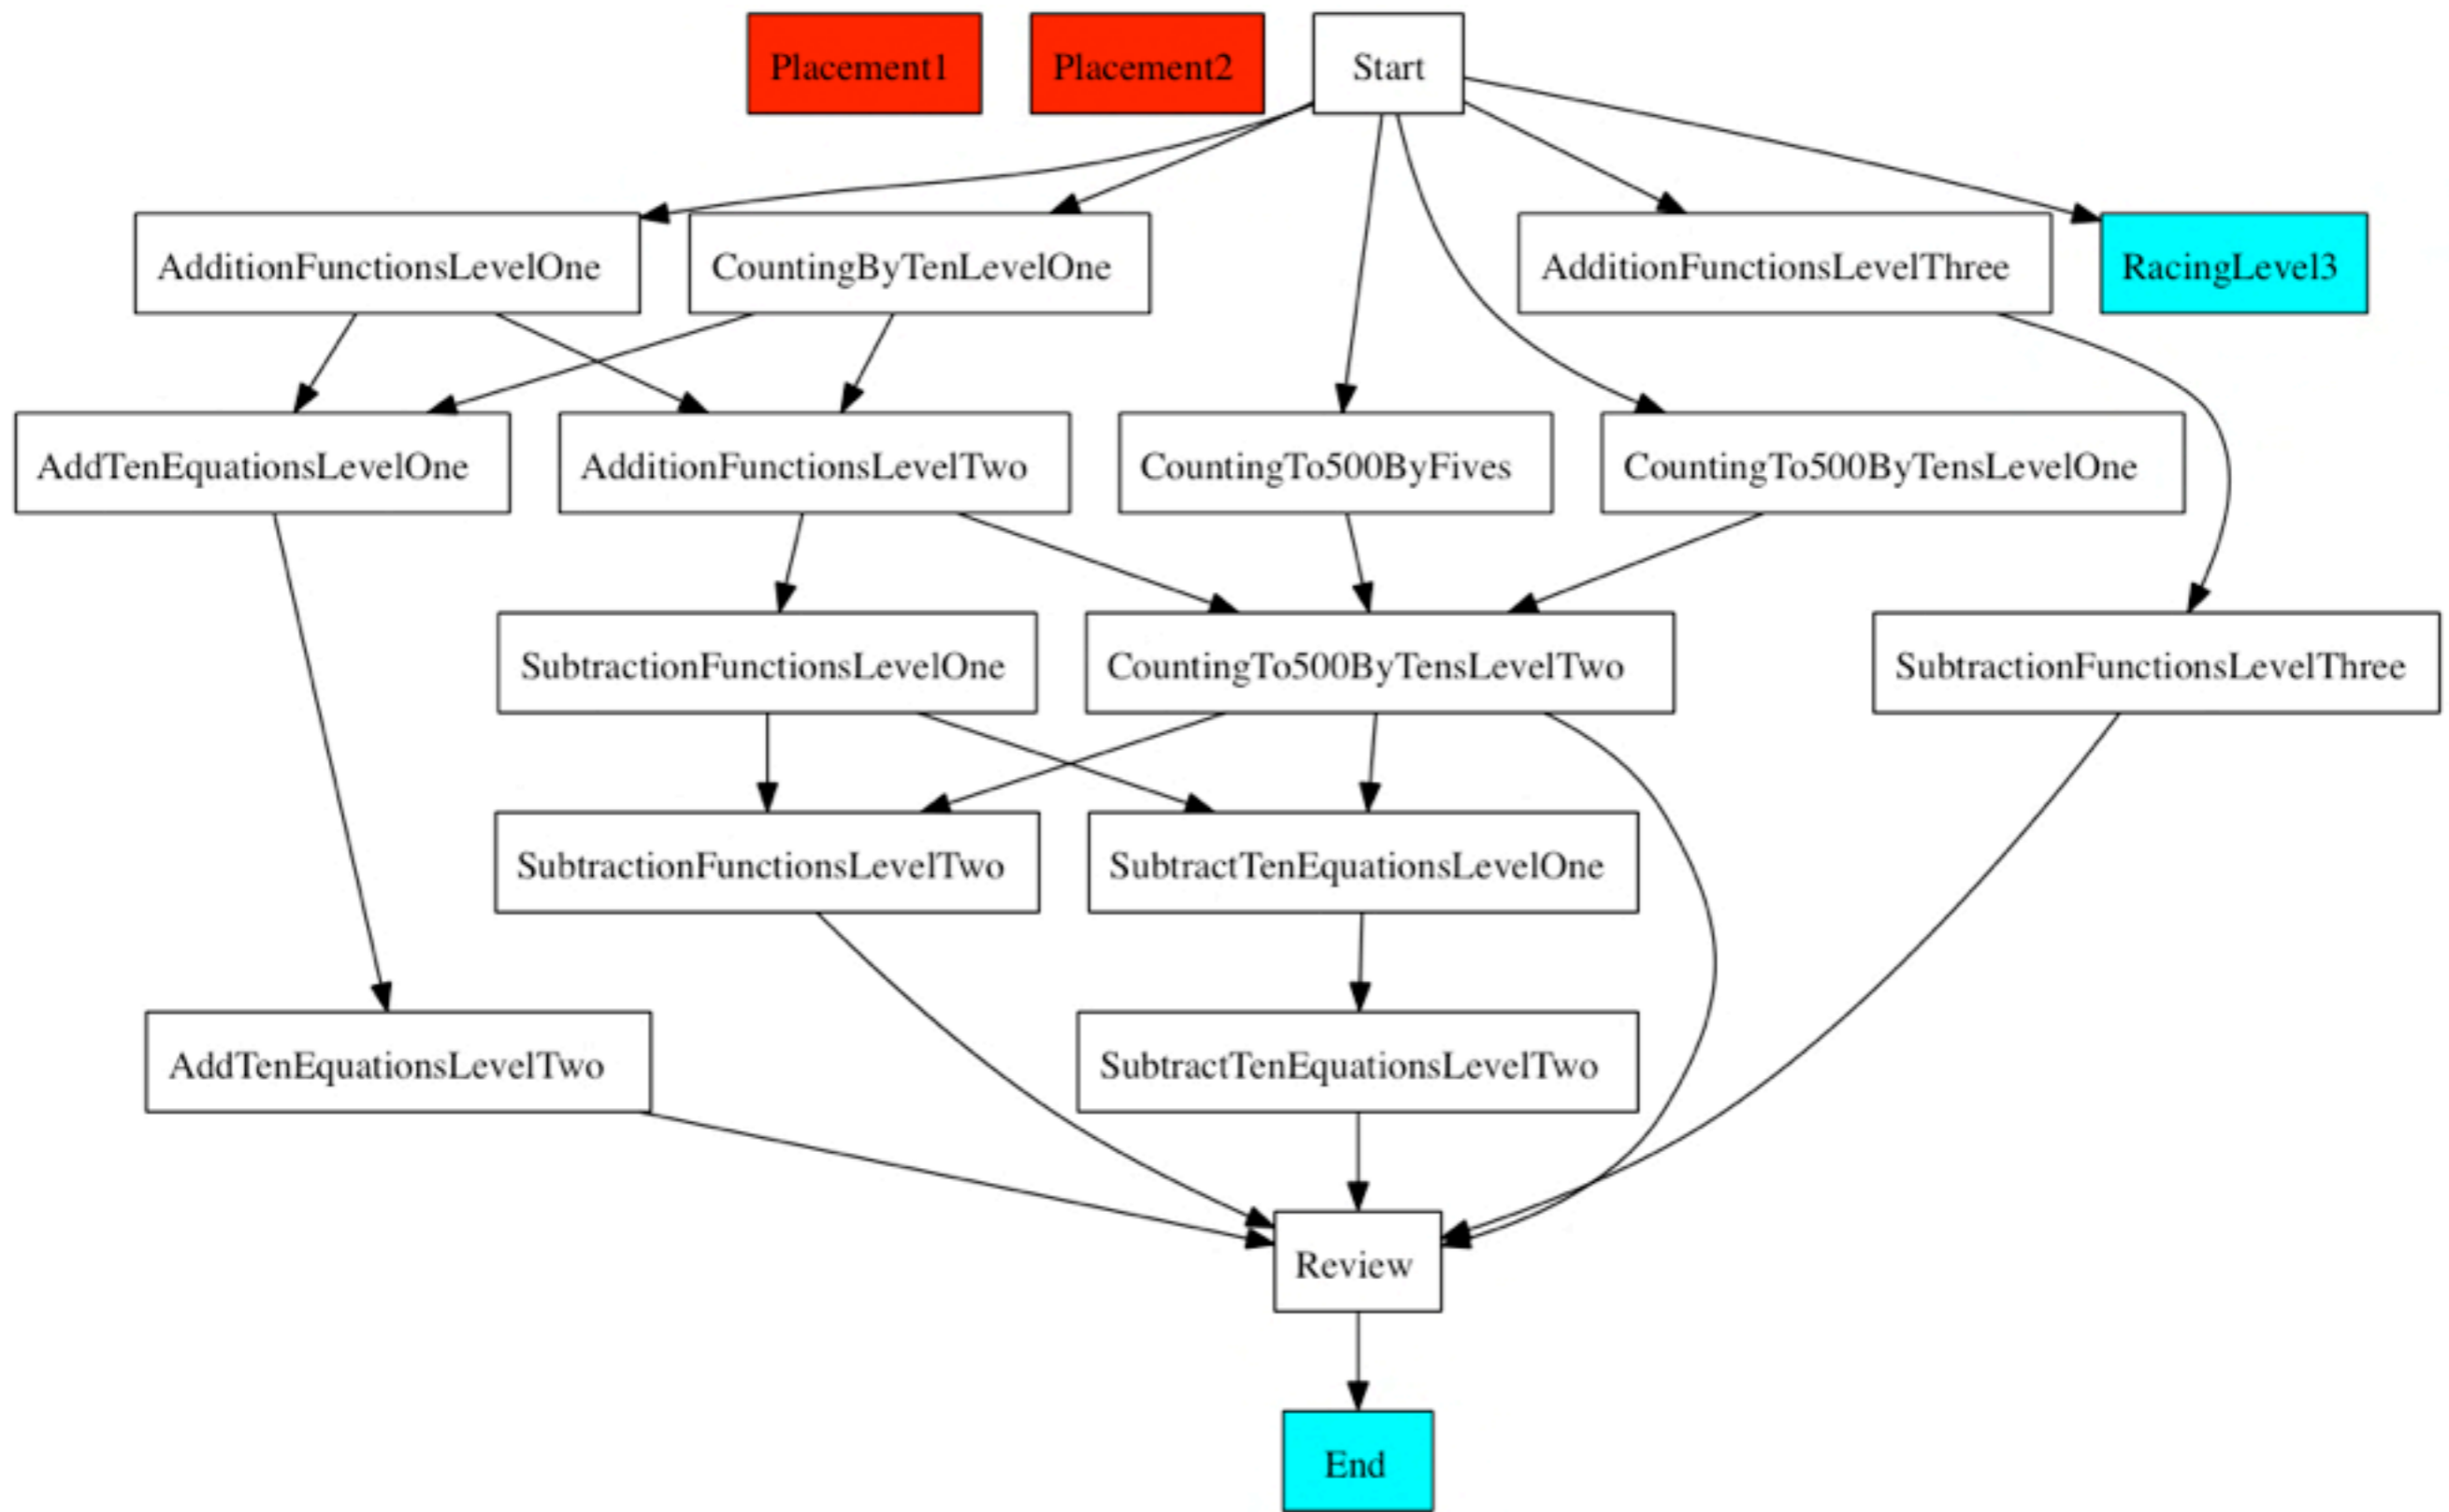 Placement1
Placement2
Start
AdditionFunctionsLevelOne
CountingByTenLevelOne
AdditionFunctionsLevelThree
RacingLevel3
AddTenEquationsLevelOne
AdditionFunctionsLevelTwo
CountingTo500ByFives
CountingTo500ByTensLevelOne
SubtractionFunctionsLevelOne
CountingTo500ByTensLevelTwo
SubtractionFunctionsLevelThree
SubtractionFunctionsLevelTwo
SubtractTenEquationsLevelOne
AddTenEquationsLevelTwo
SubtractTenEquationsLevelTwo
Review
End